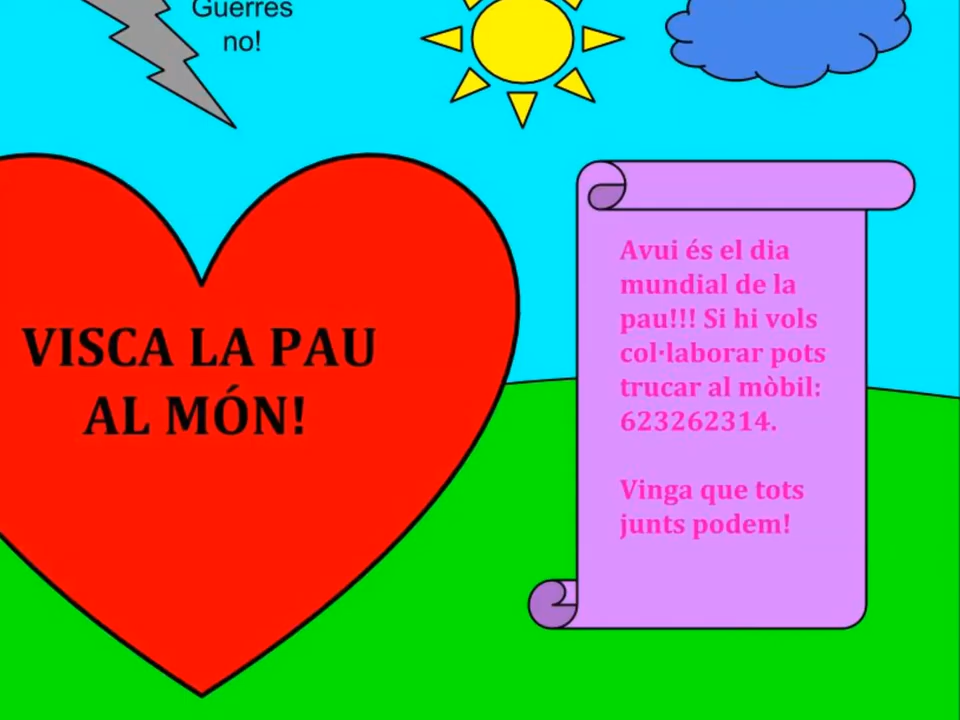 Guerres
no!
VISCA LA PAU
AL MÓN!
Avui és el dia
mundial de la
pau!!! Si hi vols
col·laborar pots
trucar al mòbil:
623262314.
Vinga que tots
junts podem!